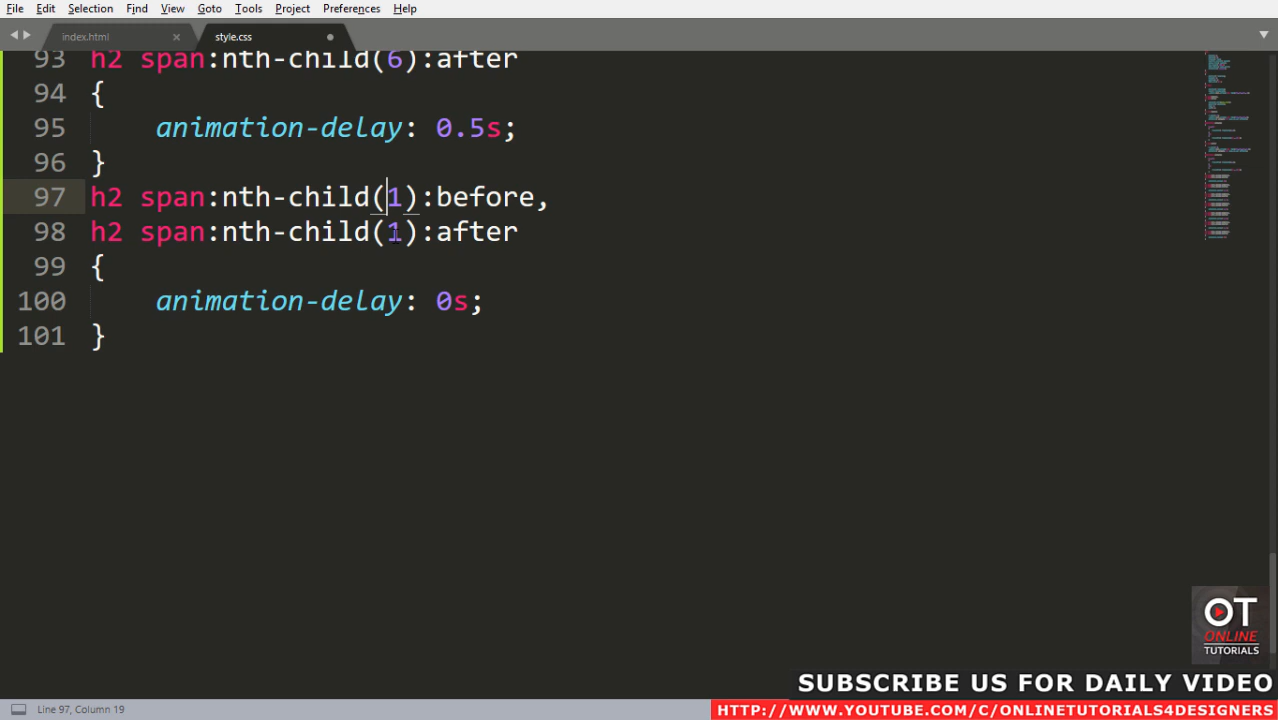 File Edit Selection Find View Goto Tools Project Preferences Help
index.html style.css
93 h2 span:nth-child(6):after
94 {
95 animation-delay: 0.5s;
96 }
97 h2 span:nth-child(1):before,
98 h2 span:nth-child(1):after
99 {
100 animation-delay: 0s;
101 }
OT
ONLINE
TUTORIALS
SUBSCRIBE US FOR DAILY VIDEO
Line 97, Column 19
HTTP://WWW.YOUTUBE.COM/C/ONLINETUTORIALS4DESIGNERS